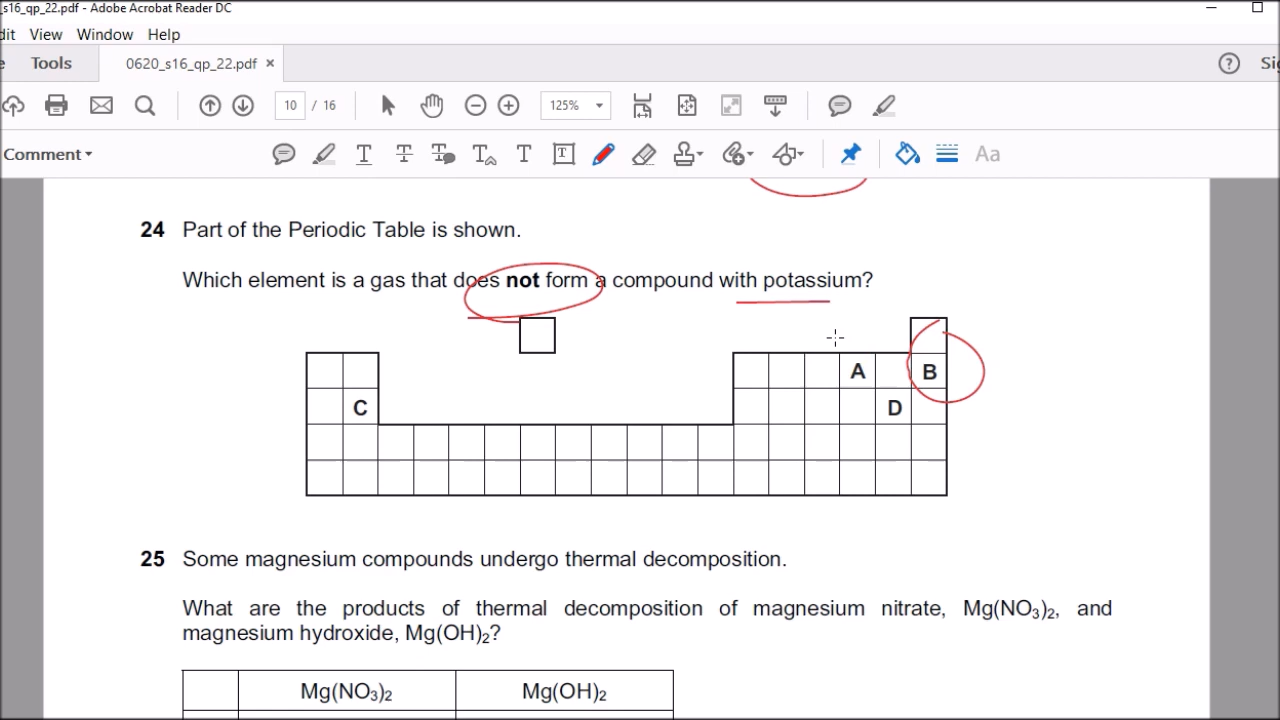 _s16_qp_22.pdf - Adobe Acrobat Reader DC
dit View Window Help
Tools 0620_s16_qp_22.pdf ×
10 / 16 125%
Comment
24 Part of the Periodic Table is shown.
Which element is a gas that does not form a compound with potassium?
A B
C D
25 Some magnesium compounds undergo thermal decomposition.
What are the products of thermal decomposition of magnesium nitrate, Mg(NO₃)₂, and
magnesium hydroxide, Mg(OH)₂?
Mg(NO₃)₂ Mg(OH)₂